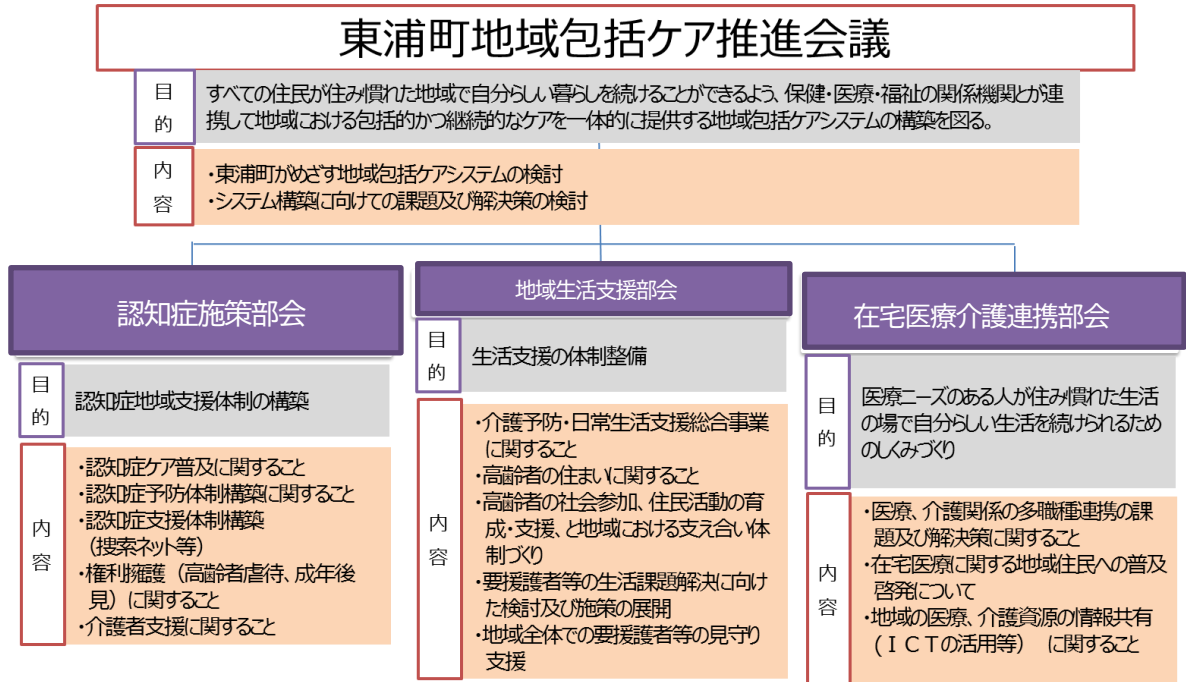 東浦町地域包括ケア推進会議
目的
すべての住民が住み慣れた地域で自分らしい暮らしを続けることができるよう、保健・医療・福祉の関係機関とが連
携して地域における包括的かつ継続的なケアを一体的に提供する地域包括ケアシステムの構築を図る。
内容
・東浦町がめざす地域包括ケアシステムの検討
・システム構築に向けての課題及び解決策の検討
認知症施策部会
目的
認知症地域支援体制の構築
内容
・認知症ケア普及に関すること
・認知症予防体制構築に関すること
・認知症支援体制構築
（捜索ネット等）
・権利擁護（高齢者虐待、成年後
見）に関すること
・介護者支援に関すること
地域生活支援部会
目的
生活支援の体制整備
内容
・介護予防・日常生活支援総合事業
に関すること
・高齢者の住まいに関すること
・高齢者の社会参加、住民活動の育
成・支援、と地域における支え合い体
制づくり
・要援護者等の生活課題解決に向け
た検討及び施策の展開
・地域全体での要援護者等の見守り
支援
在宅医療介護連携部会
目的
医療ニーズのある人が住み慣れた生活
の場で自分らしい生活を続けられるため
のしくみづくり
内容
・医療、介護関係の多職種連携の課
題及び解決策に関すること
・在宅医療に関する地域住民への普及
啓発について
・地域の医療、介護資源の情報共有
(ＩＣＴの活用等）　に関すること